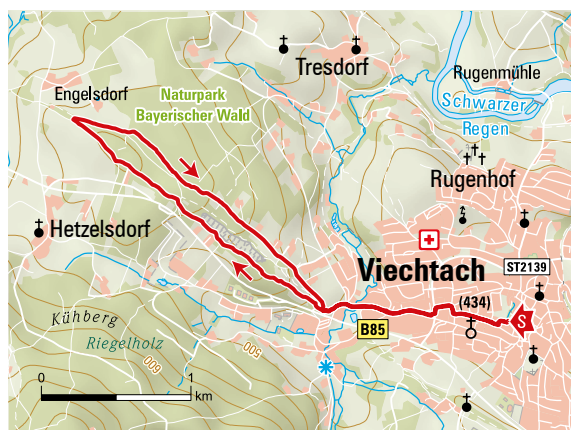 Tresdorf
Rugenmühle
Engelsdorf
Naturpark
Bayerischer Wald
Schwarzer
Regen
Rugenhof
Hetzelsdorf
Viechtach
ST2139
(434)
Kühberg
B85
S
Riegelholz
500
600
0
1
km